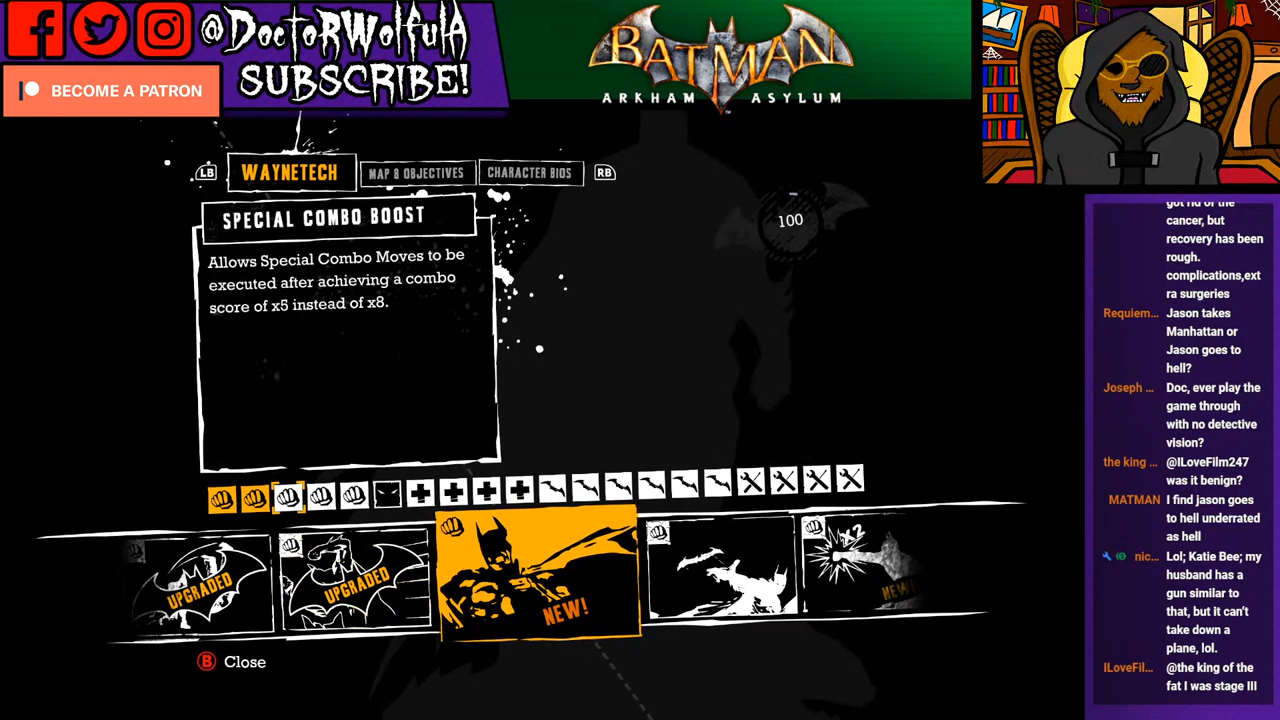 @DoctoRWolfulA
SUBSCRIBE!
BECOME A PATRON
BATMAN
ARKHAM ASYLUM
LB
WAYNETECH
MAP & OBJECTIVES
CHARACTER BIOS
RB
SPECIAL COMBO BOOST
Allows Special Combo Moves to be
executed after achieving a combo
score of x5 instead of x8.
100
UPGRADED
UPGRADED
NEW!
x2
NEW!
B Close
got rid of the
cancer, but
recovery has been
rough.
complications,ext
ra surgeries
Requiem... Jason takes
Manhattan or
Jason goes to
hell?
Joseph ... Doc, ever play the
game through
with no detective
vision?
the king ... @ILoveFilm247
was it benign?
MATMAN I find jason goes
to hell underrated
as hell
nic... Lol; Katie Bee; my
husband has a
gun similar to
that, but it can't
take down a
plane, lol.
ILoveFil... @the king of the
fat I was stage III